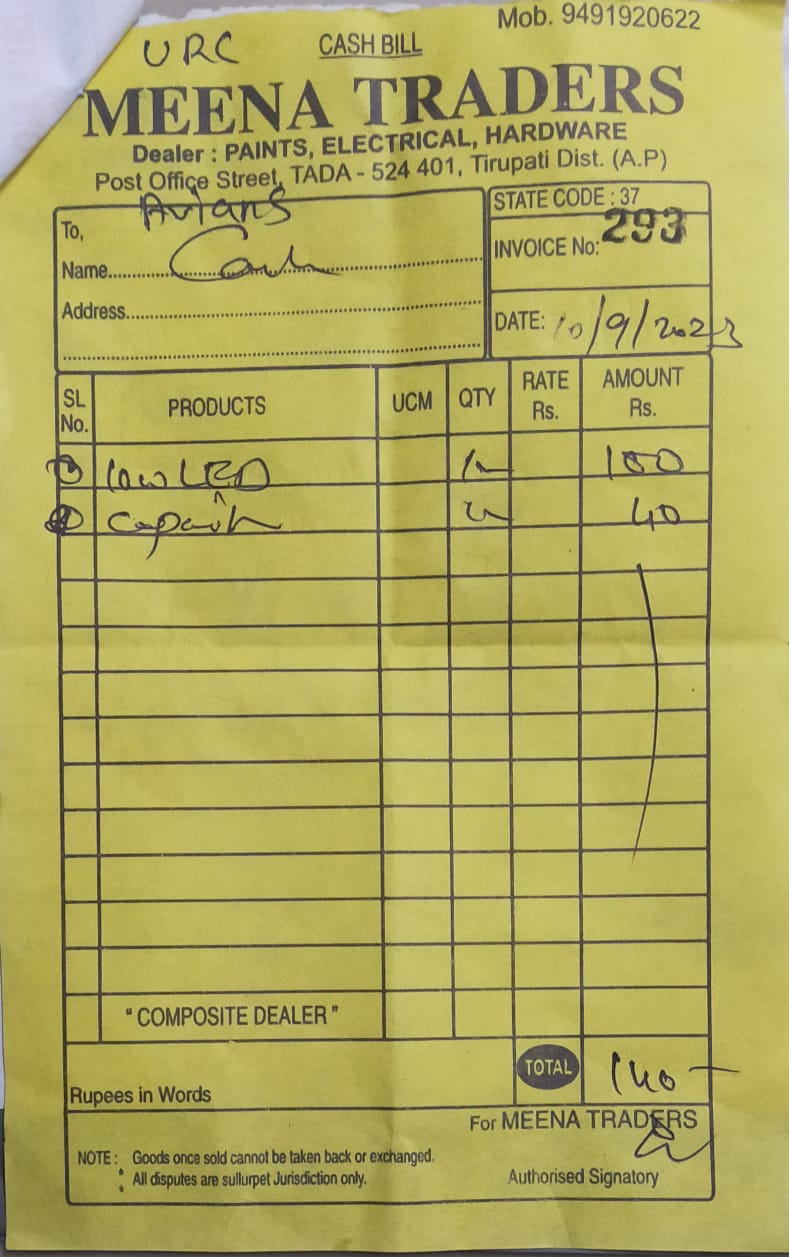 Mob. 9491920622
URC
CASH BILL
MEENA TRADERS
Dealer : PAINTS, ELECTRICAL, HARDWARE
Post Office Street, TADA - 524 401, Tirupati Dist. (A.P)
STATE CODE : 37
Avians
To,
INVOICE No: 293
Name.......... Cash
Address..........
DATE: 10/9/2023
SL No. PRODUCTS UCM QTY RATE Rs. AMOUNT Rs.
① LED 100
② 40
" COMPOSITE DEALER "
TOTAL 140
Rupees in Words
For MEENA TRADERS
NOTE : Goods once sold cannot be taken back or exchanged.
* All disputes are sullurpet Jurisdiction only.
Authorised Signatory